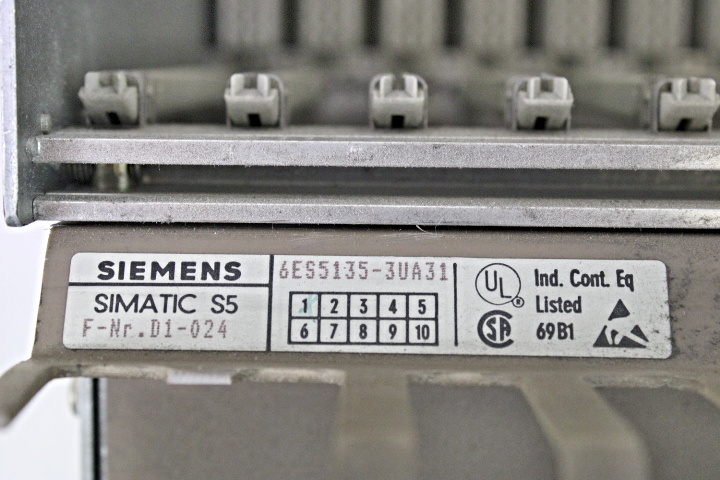 SIEMENS
SIMATIC S5
F-Nr.D1-024
6ES5135-3UA31
1 2 3 4 5
6 7 8 9 10
UL ®
SA
Ind. Cont. Eq
Listed
69B1